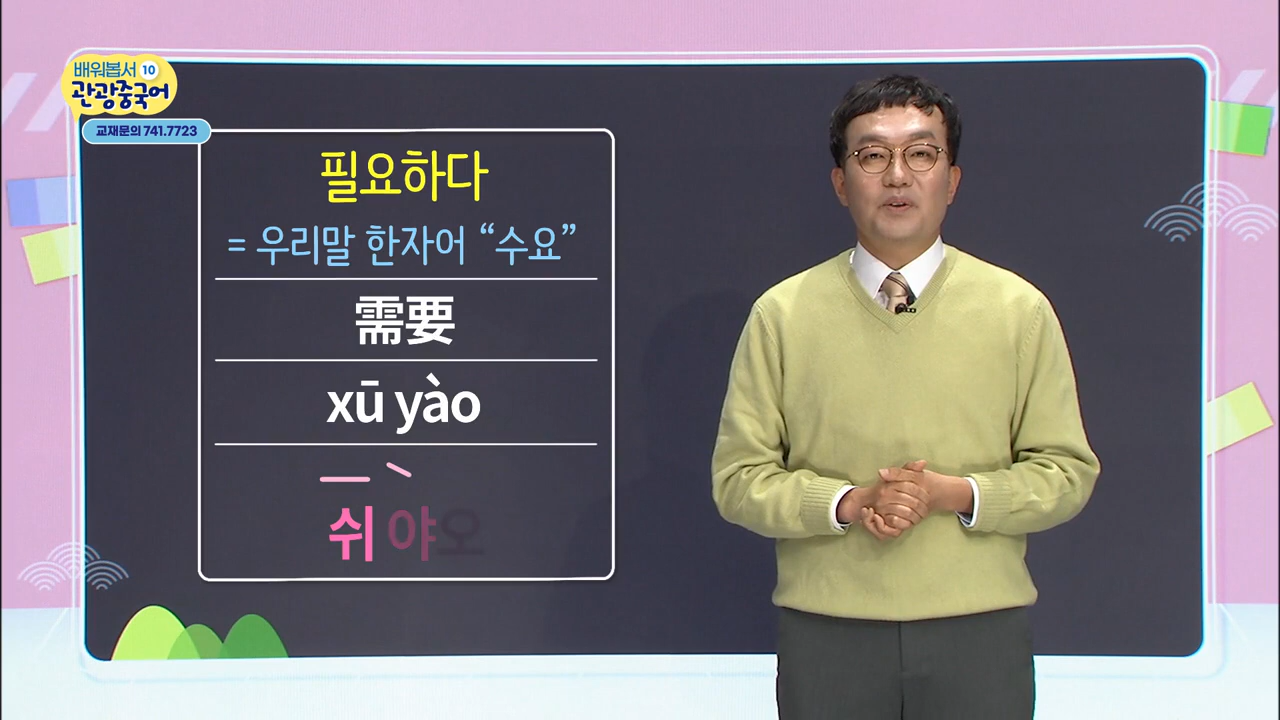 배워봅서 10
관광중국어
교재문의 741.7723
필요하다
= 우리말 한자어 “수요”
需要
xū yào
쉬 야오